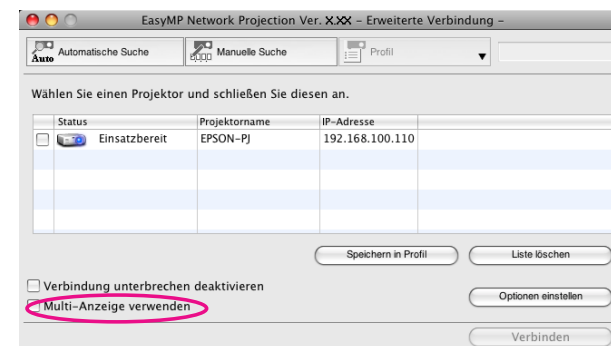 EasyMP Network Projection Ver. X.XX – Erweiterte Verbindung –
Auto Automatische Suche
Manuelle Suche
Profil
Wählen Sie einen Projektor und schließen Sie diesen an.
Status Projektorname IP-Adresse
Einsatzbereit EPSON-PJ 192.168.100.110
Speichern in Profil Liste löschen
Verbindung unterbrechen deaktivieren
Multi-Anzeige verwenden
Optionen einstellen
Verbinden